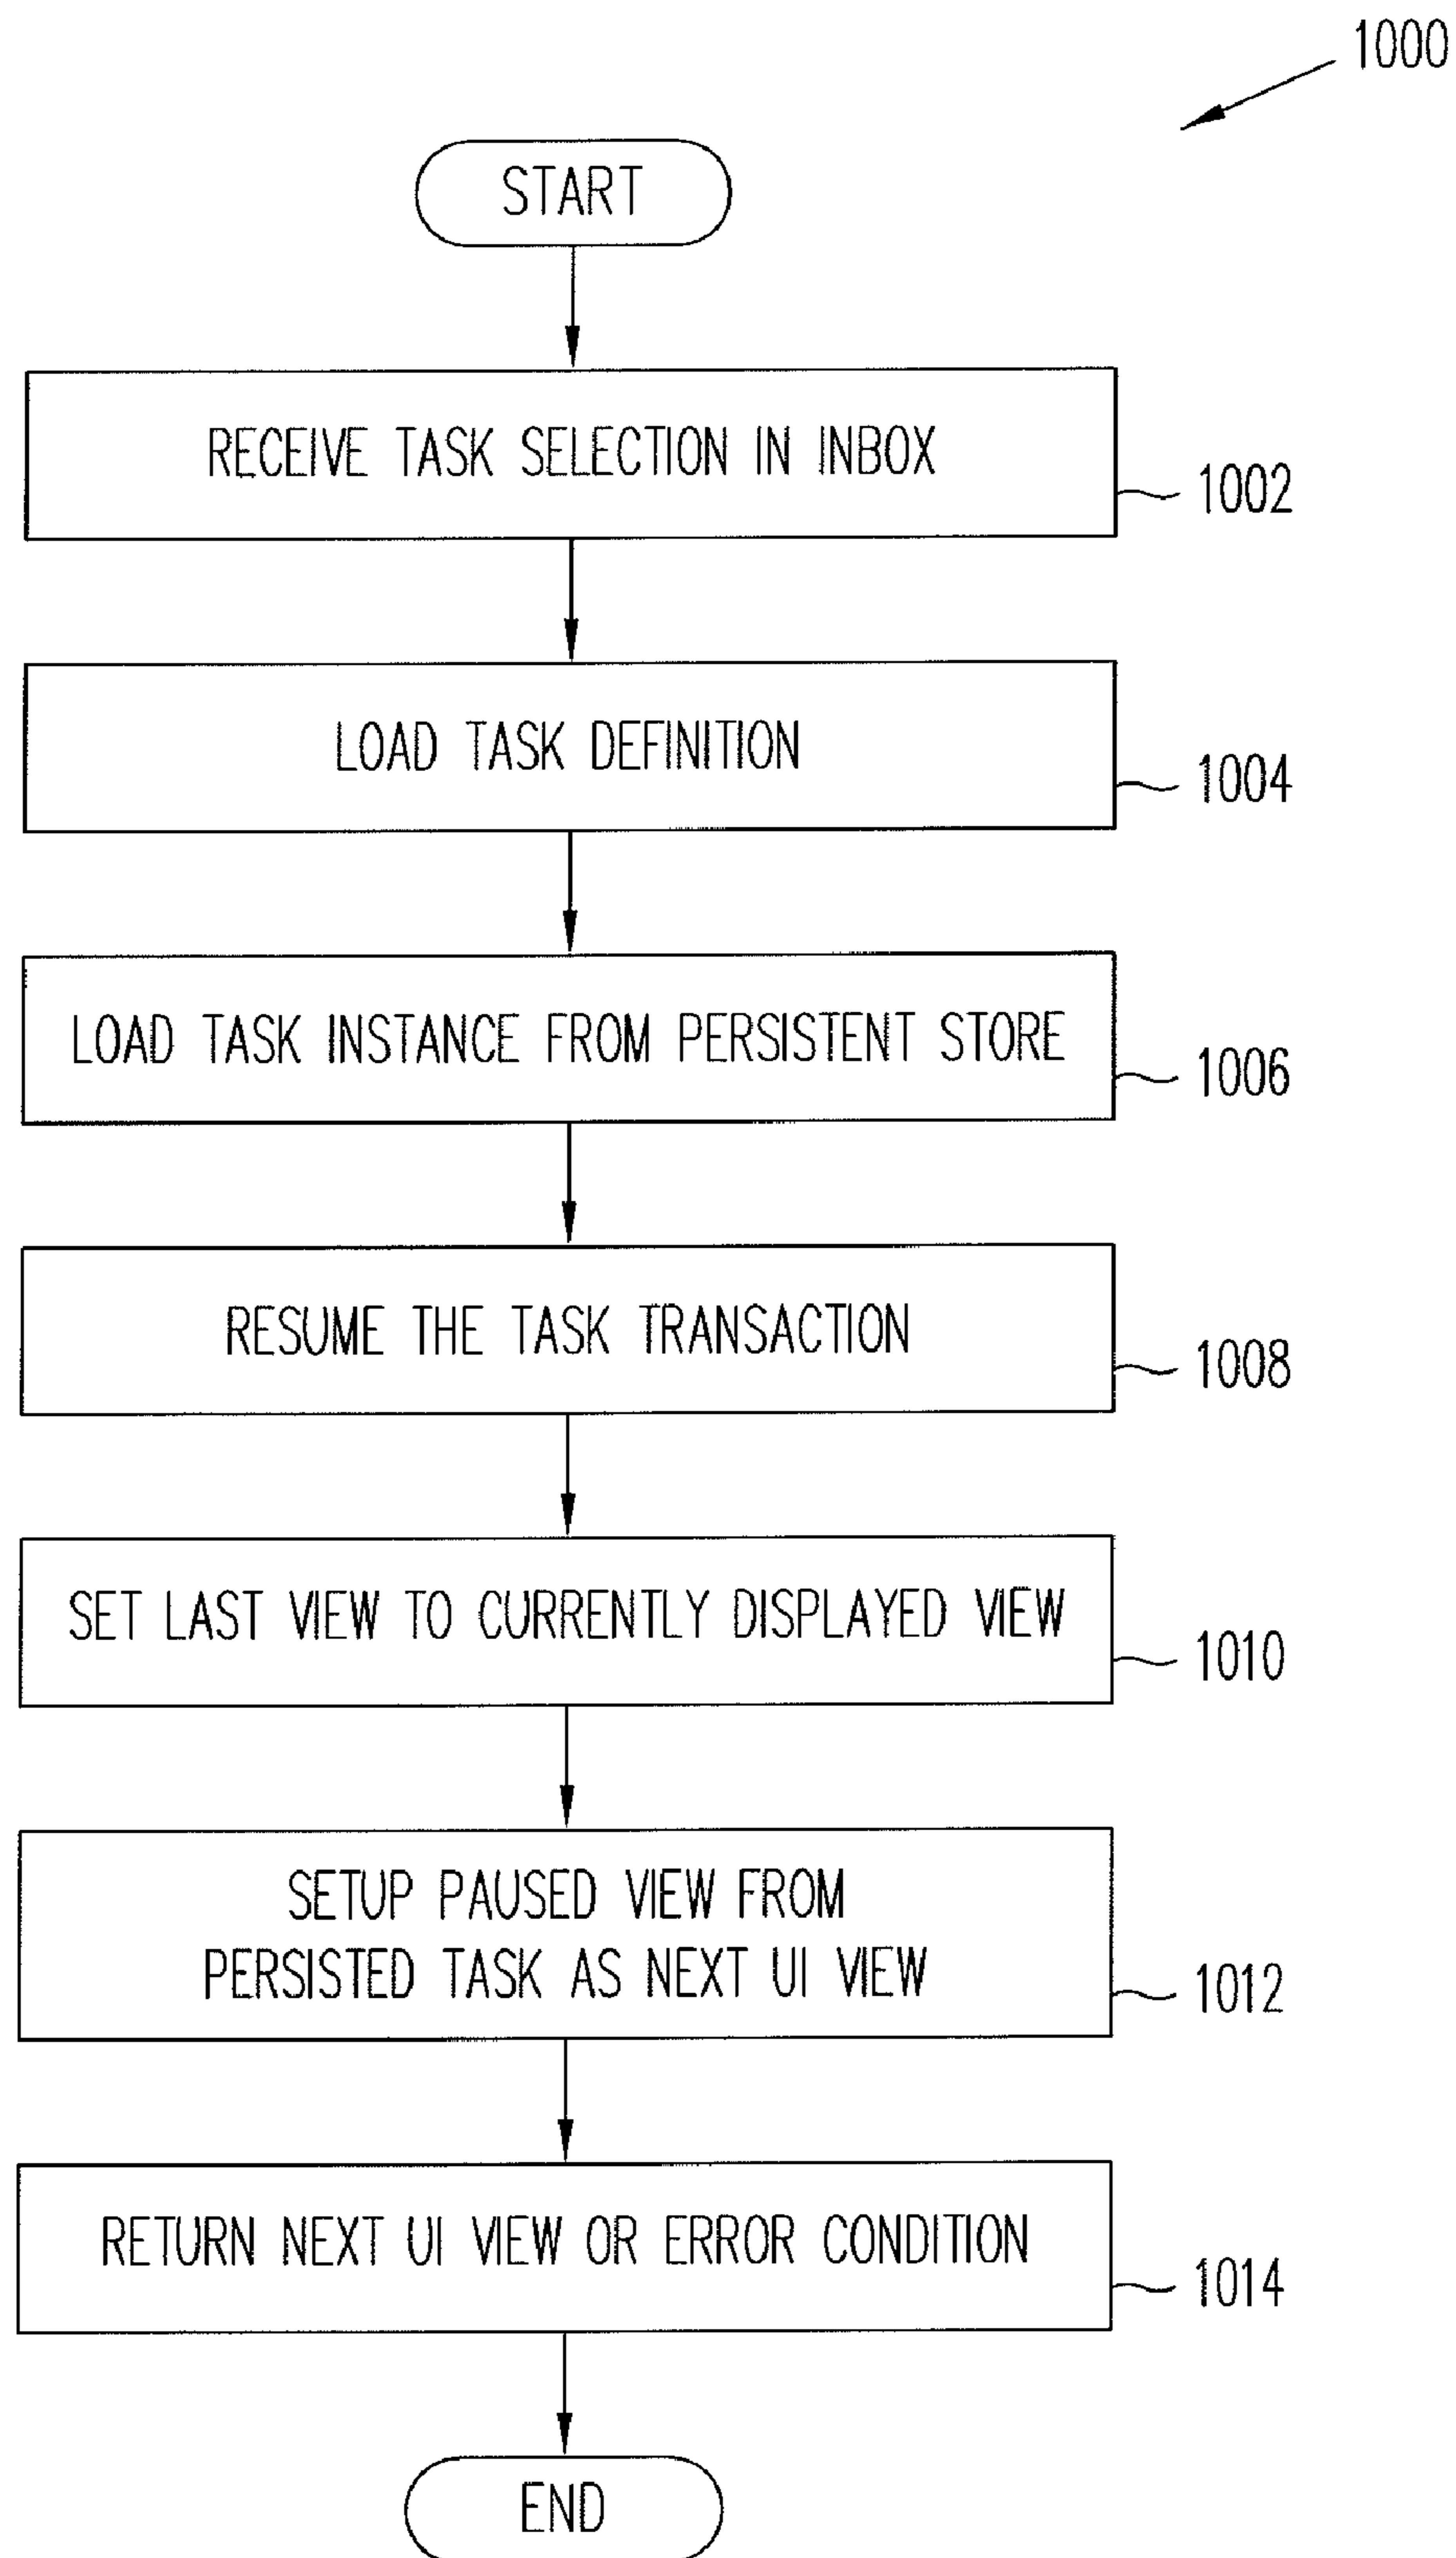 1000
START
RECEIVE TASK SELECTION IN INBOX
1002
LOAD TASK DEFINITION
1004
LOAD TASK INSTANCE FROM PERSISTENT STORE
1006
RESUME THE TASK TRANSACTION
1008
SET LAST VIEW TO CURRENTLY DISPLAYED VIEW
1010
SETUP PAUSED VIEW FROM
PERSISTED TASK AS NEXT UI VIEW
1012
RETURN NEXT UI VIEW OR ERROR CONDITION
1014
END